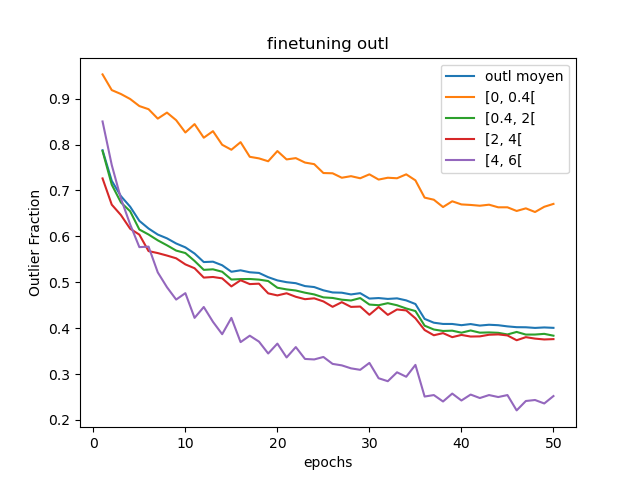 finetuning outl
outl moyen
[0, 0.4[
[0.4, 2[
[2, 4[
[4, 6[
Outlier Fraction
0.9
0.8
0.7
0.6
0.5
0.4
0.3
0.2
0 10 20 30 40 50
epochs